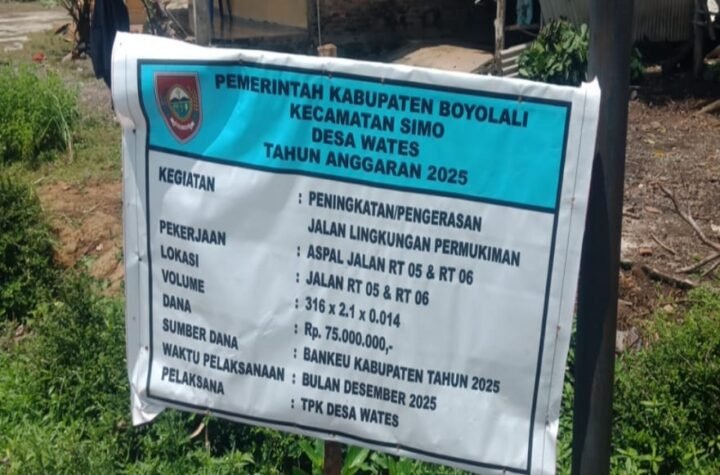 PEMERINTAH KABUPATEN BOYOLALI
KECAMATAN SIMO
DESA WATES
TAHUN ANGGARAN 2025
KEGIATAN : PENINGKATAN/PENGERASAN
JALAN LINGKUNGAN PERMUKIMAN
PEKERJAAN : ASPAL JALAN RT 05 & RT 06
LOKASI : JALAN RT 05 & RT 06
VOLUME : 316 x 2.1 x 0.014
DANA : Rp. 75.000.000,-
SUMBER DANA : BANKEU KABUPATEN TAHUN 2025
WAKTU PELAKSANAAN : BULAN DESEMBER 2025
PELAKSANA : TPK DESA WATES